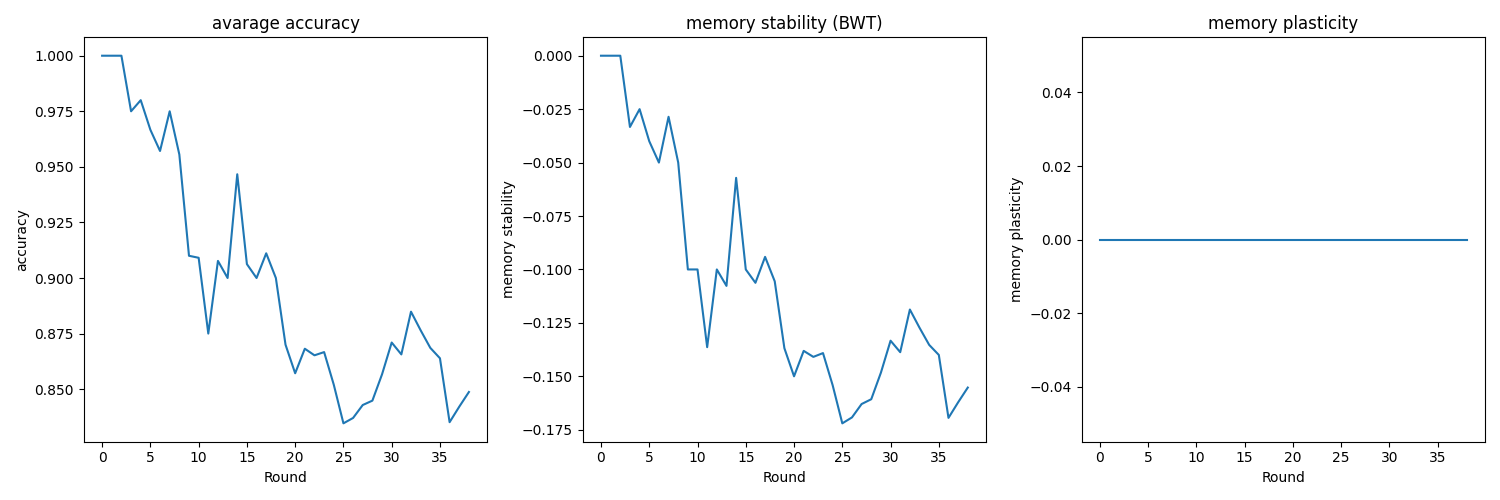 avarage accuracy
accuracy
1.000
0.975
0.950
0.925
0.900
0.875
0.850
0 5 10 15 20 25 30 35
Round
memory stability (BWT)
memory stability
0.000
−0.025
−0.050
−0.075
−0.100
−0.125
−0.150
−0.175
0 5 10 15 20 25 30 35
Round
memory plasticity
memory plasticity
0.04
0.02
0.00
−0.02
−0.04
0 5 10 15 20 25 30 35
Round